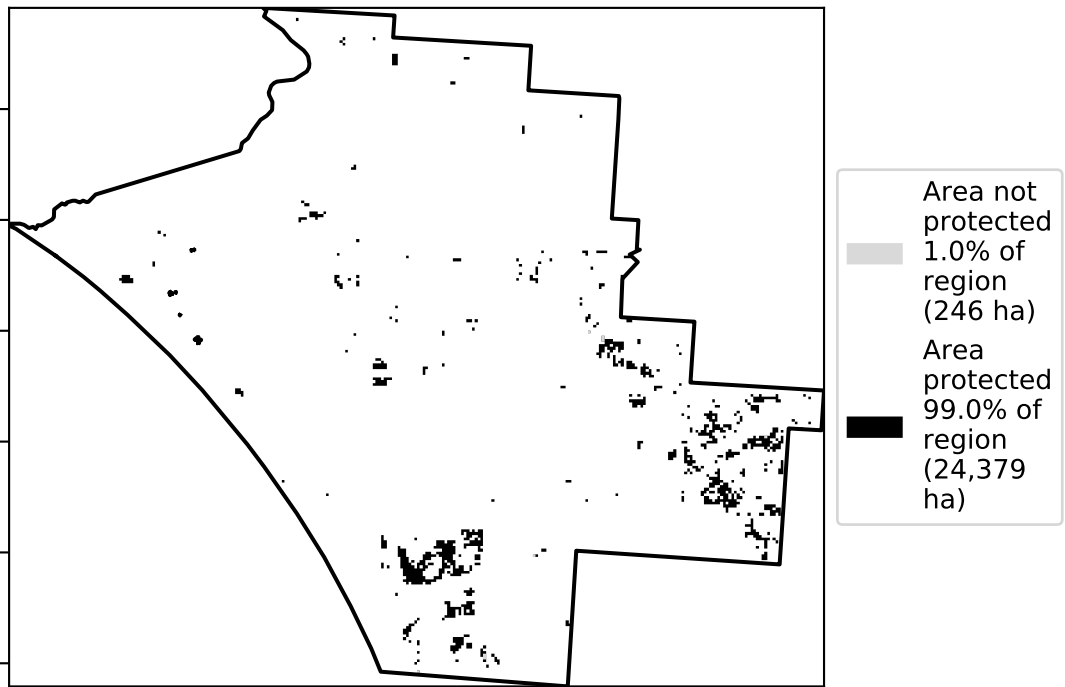 Area not
protected
1.0% of
region
(246 ha)
Area
protected
99.0% of
region
(24,379
ha)